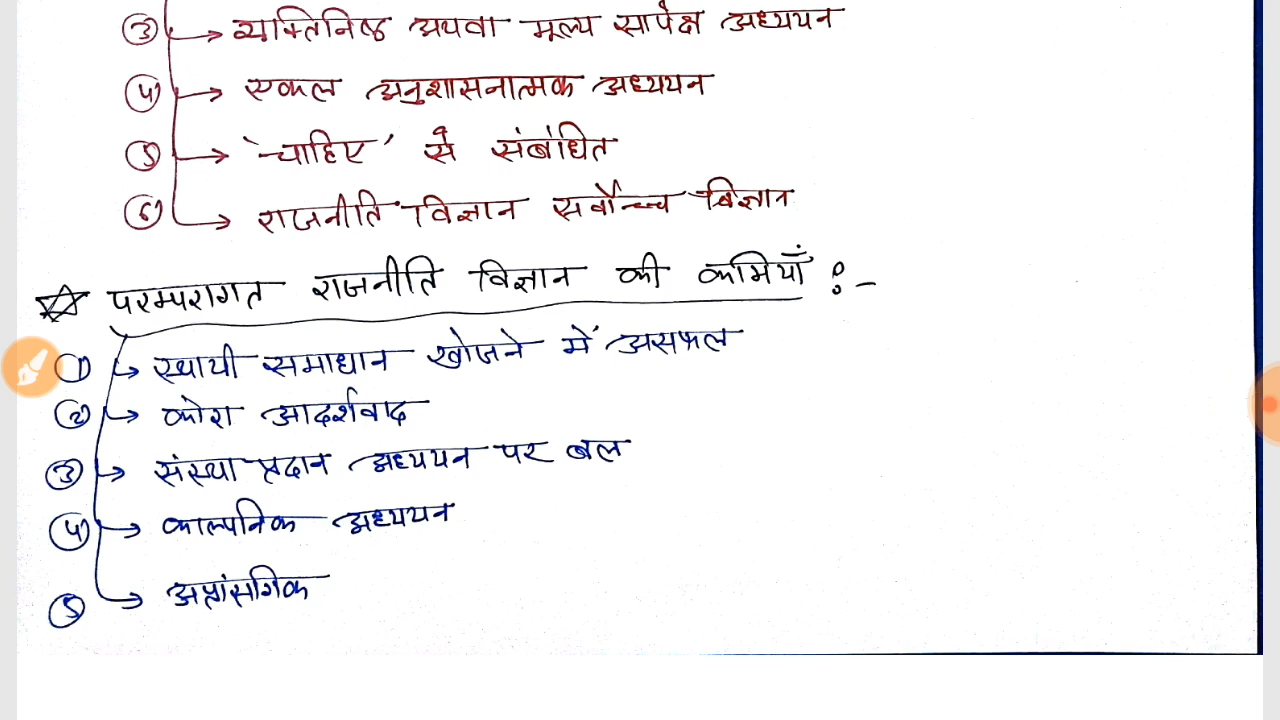 ③ → व्यक्तिनिष्ठ अथवा मूल्य सापेक्ष अध्ययन
④ → एकल अनुशासनात्मक अध्ययन
⑤ → 'चाहिए' से संबंधित
⑥ → राजनीति विज्ञान सर्वोच्च विज्ञान
☆ परम्परागत राजनीति विज्ञान की कमियाँ :-
① → स्थायी समाधान खोजने में असफल
② → कोरा आदर्शवाद
③ → संस्था प्रदान अध्ययन पर बल
④ → काल्पनिक अध्ययन
⑤ → अप्रांसगिक